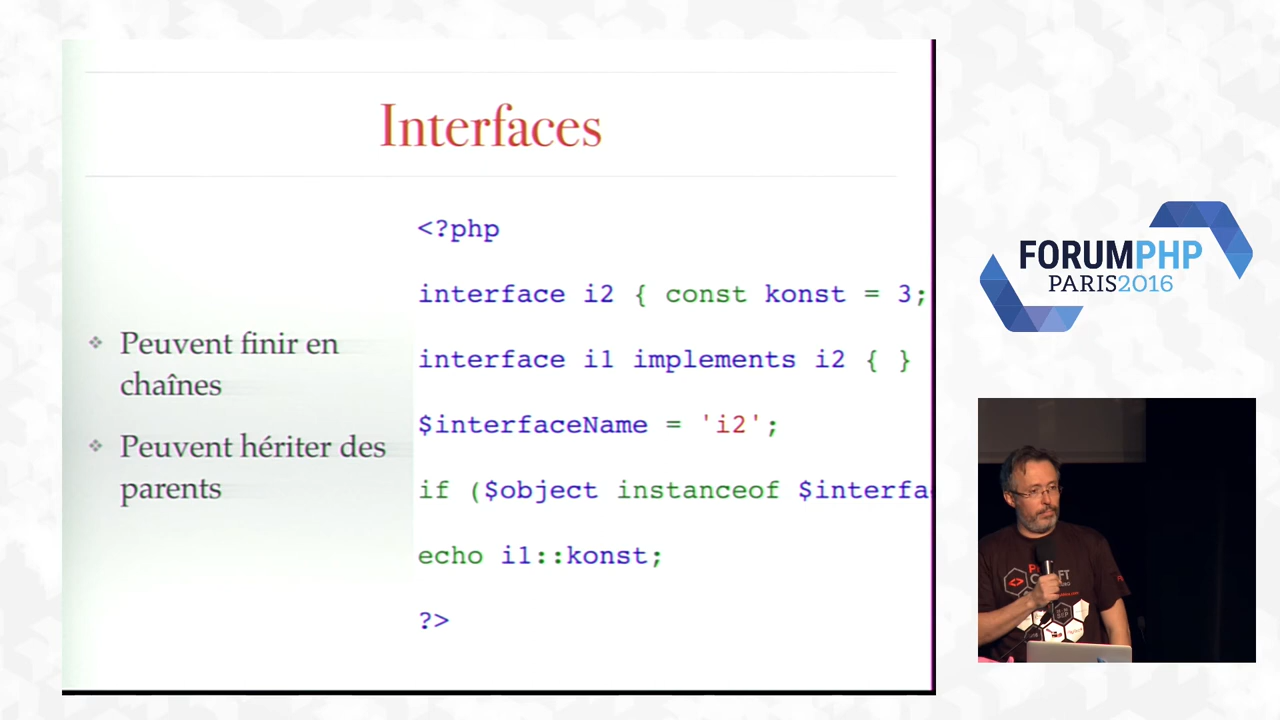 Interfaces
Peuvent finir en
chaînes
Peuvent hériter des
parents
<?php
interface i2 { const konst = 3;
interface i1 implements i2 { }
$interfaceName = 'i2';
if ($object instanceof $interfa
echo i1::konst;
?>
FORUMPHP
PARIS2016